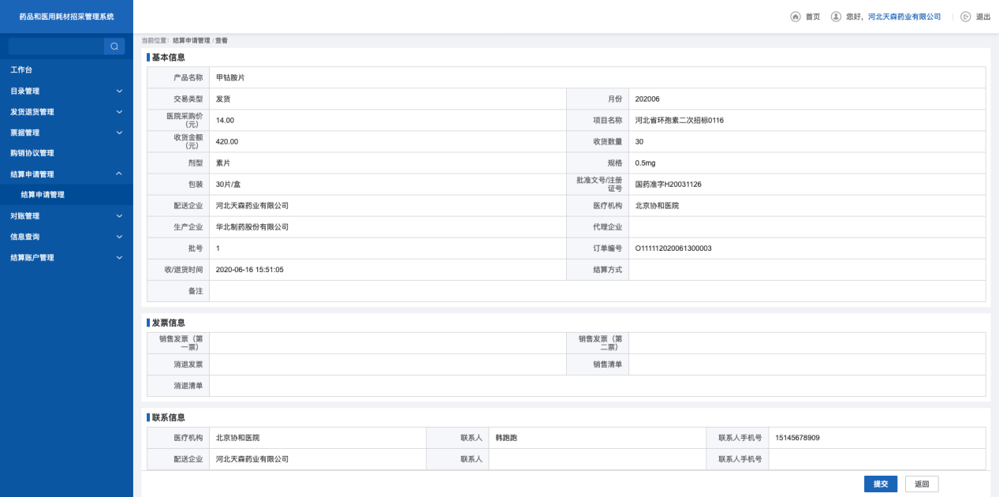 药品和医用耗材招采管理系统
首页 您好, 河北天森药业有限公司 退出
当前位置: 结算申请管理 / 查看
工作台
目录管理
发货退货管理
票据管理
购销协议管理
结算申请管理
结算申请管理
对账管理
信息查询
结算账户管理
基本信息
产品名称 甲钴胺片
交易类型 发货 月份 202006
医院采购价(元) 14.00 项目名称 河北省环孢素二次招标0116
收货金额(元) 420.00 收货数量 30
剂型 素片 规格 0.5mg
包装 30片/盒 批准文号/注册证号 国药准字H20031126
配送企业 河北天森药业有限公司 医疗机构 北京协和医院
生产企业 华北制药股份有限公司 代理企业
批号 1 订单编号 O111112020061300003
收/退货时间 2020-06-16 15:51:05 结算方式
备注
发票信息
销售发票（第一票） 销售发票（第二票）
消退发票 销售清单
消退清单
联系信息
医疗机构 北京协和医院 联系人 韩跑跑 联系人手机号 15145678909
配送企业 河北天森药业有限公司 联系人 联系人手机号
提交 返回